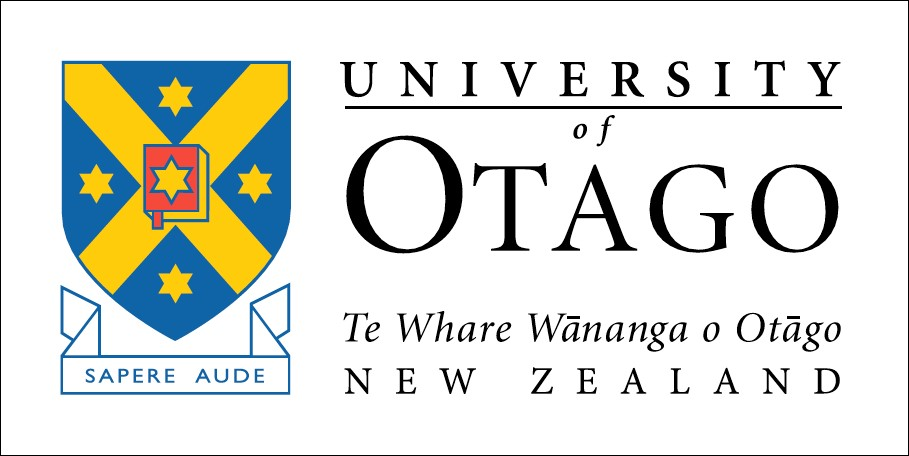 UNIVERSITY
of
OTAGO
Te Whare Wānanga o Otāgo
NEW ZEALAND
SAPERE AUDE